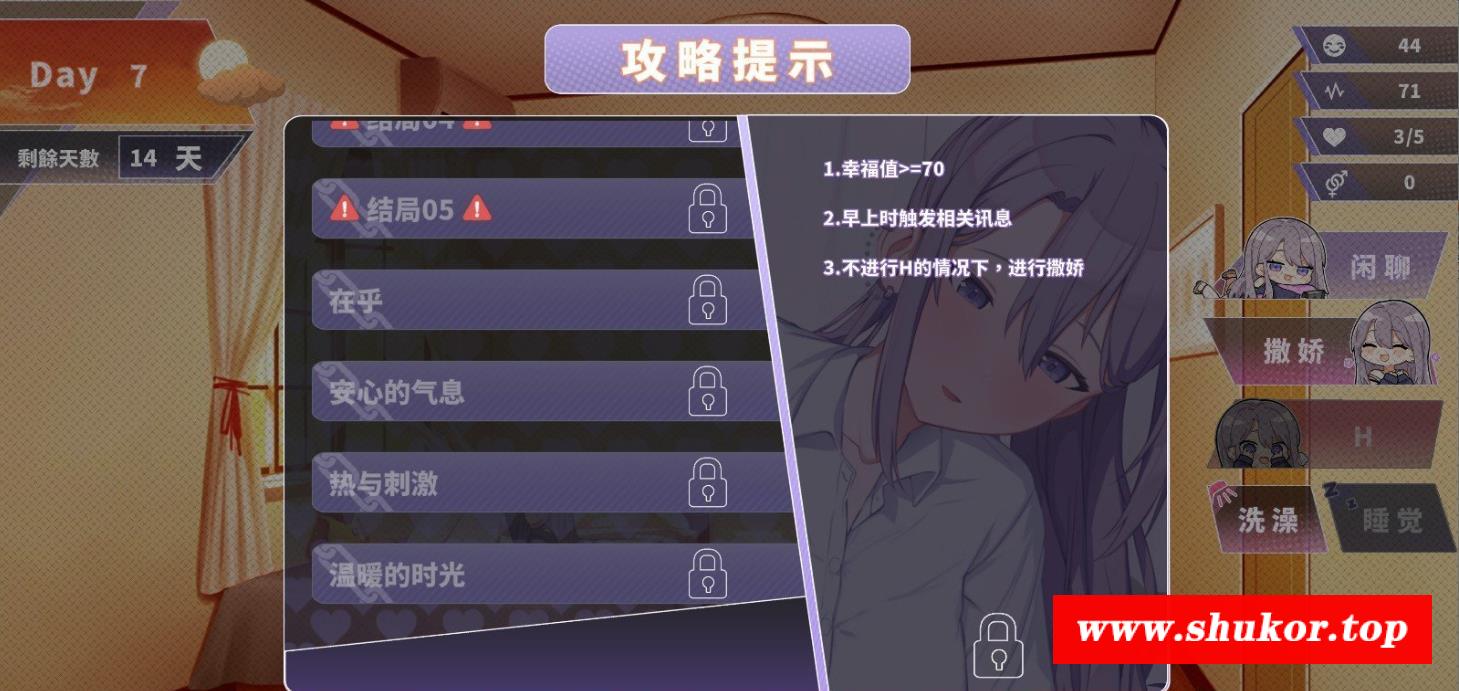 Day 7
剩餘天數 14 天
攻略提示
结局04
结局05
在乎
安心的气息
热与刺激
温暖的时光
1.幸福值>=70
2.早上时触发相关讯息
3.不进行H的情况下，进行撒娇
44
71
3/5
0
闲聊
撒娇
H
洗澡
睡觉
www.shukor.top